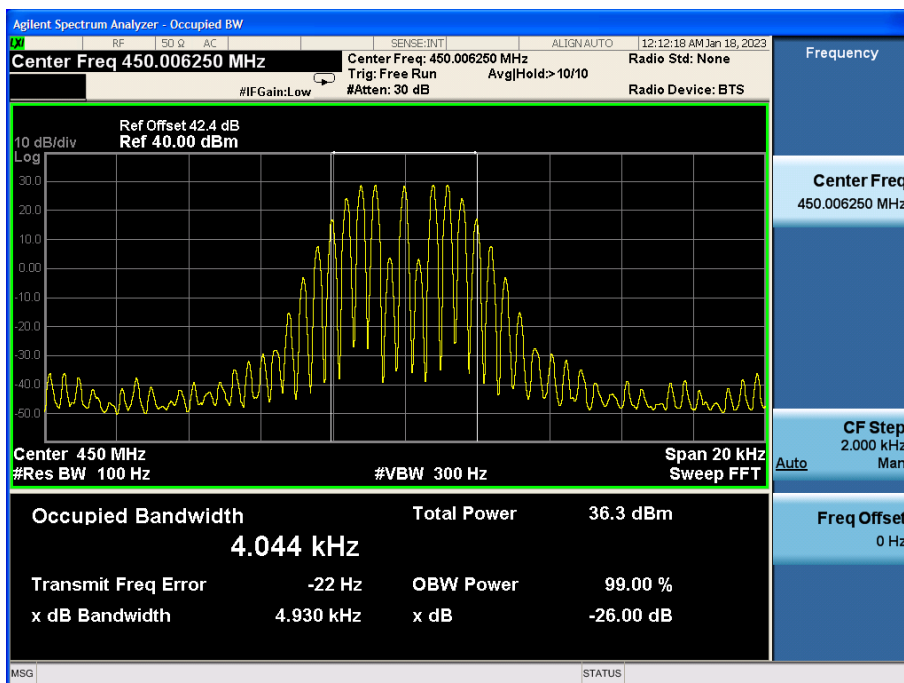 Agilent Spectrum Analyzer - Occupied BW
LXI RF 50 Ω AC SENSE:INT ALIGN AUTO 12:12:18 AM Jan 18, 2023
Center Freq 450.006250 MHz
Center Freq: 450.006250 MHz Radio Std: None
Trig: Free Run Avg|Hold:>10/10
#IFGain:Low #Atten: 30 dB Radio Device: BTS
Ref Offset 42.4 dB
10 dB/div Ref 40.00 dBm
Log
30.0
20.0
10.0
0.00
-10.0
-20.0
-30.0
-40.0
-50.0
Center 450 MHz Span 20 kHz
#Res BW 100 Hz #VBW 300 Hz Sweep FFT
Occupied Bandwidth Total Power 36.3 dBm
4.044 kHz
Transmit Freq Error -22 Hz OBW Power 99.00 %
x dB Bandwidth 4.930 kHz x dB -26.00 dB
MSG STATUS
Frequency
Center Freq
450.006250 MHz
CF Step
2.000 kHz
Auto Man
Freq Offset
0 Hz